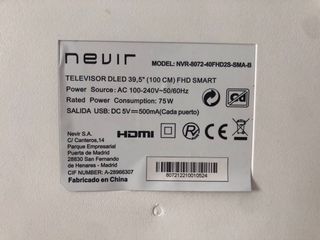 nevir
MODEL: NVR-8072-40FHD2S-SMA-B
TELEVISOR DLED 39,5" (100 CM) FHD SMART
Power Source: AC 100-240V~50/60Hz
Rated Power Consumption: 75W
SALIDA USB: DC 5V⎓500mA(Cada puerto)
Nevir S.A.
C/ Canteros,14
Parque Empresarial
Puerta de Madrid
28830 San Fernando
de Henares - Madrid
CIF NUMBER: A-28966307
Fabricado en China
HDMI
CE
807212210010524